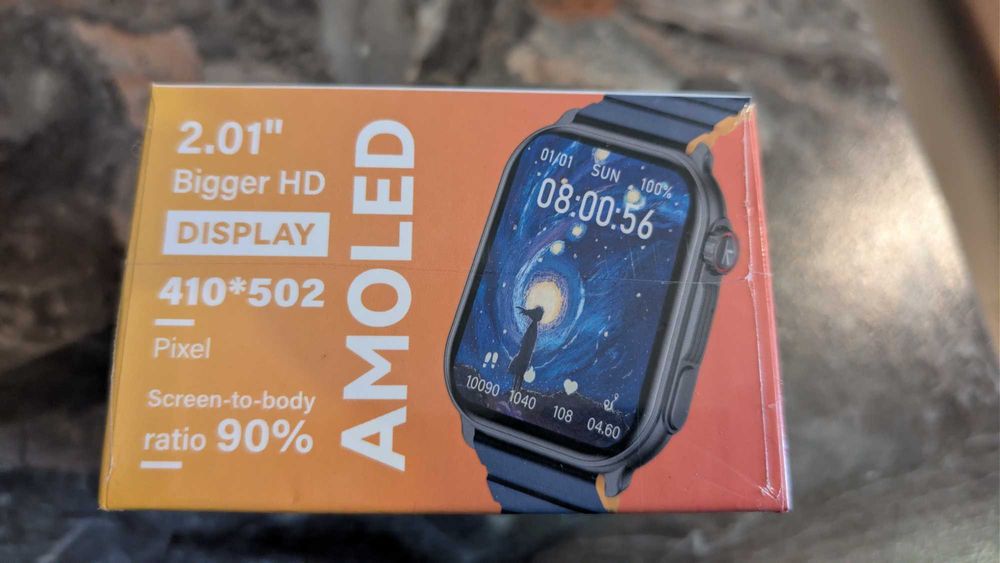 2.01"
Bigger HD
DISPLAY
410*502
Pixel
Screen-to-body
ratio 90%
AMOLED
01/01 SUN 100%
08:00:56
10090 1040 108 04.60